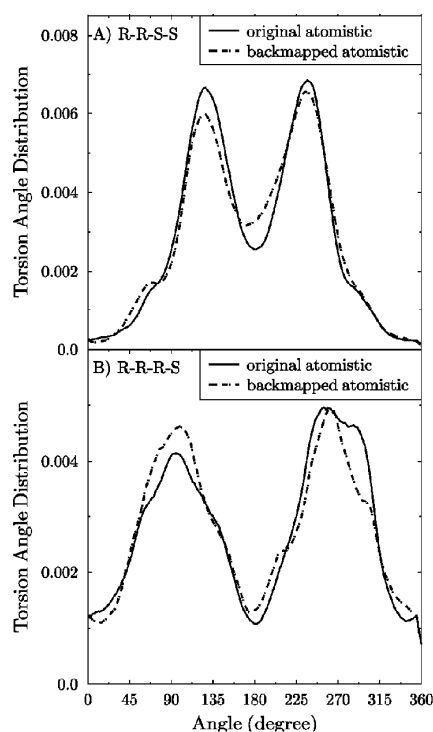 0.008
A) R-R-S-S
original atomistic
backmapped atomistic
0.006
0.004
0.002
0.0
Torsion Angle Distribution
B) R-R-R-S
original atomistic
backmapped atomistic
0.004
0.002
0.0
Torsion Angle Distribution
0 45 90 135 180 225 270 315 360
Angle (degree)